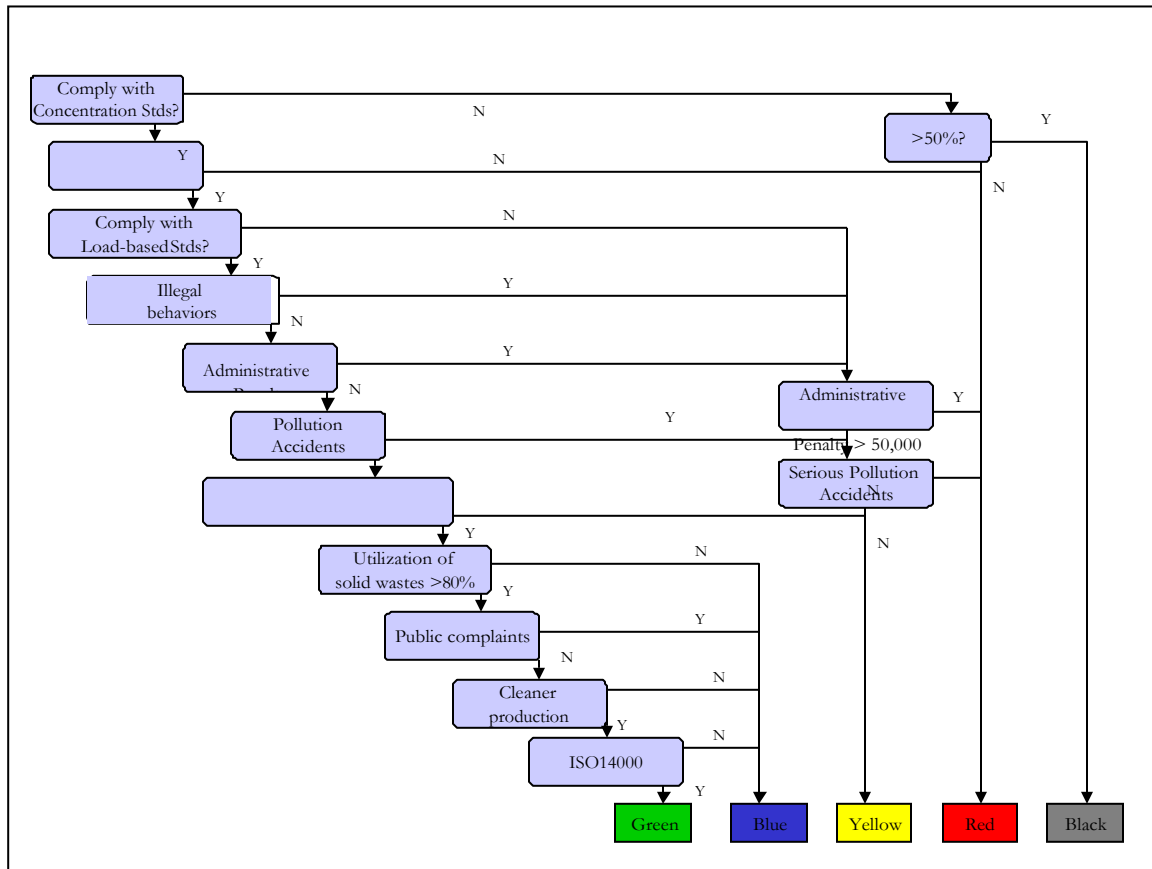 Comply with
Concentration Stds?
N
Y
>50%?
Y
N
N
Y
Comply with
Load-basedStds?
N
Y
Illegal
behaviors
Y
N
Administrative
Y
N
Administrative
Y
Penalty > 50,000
Pollution
Accidents
Y
Serious Pollution
Accidents
N
N
Y
Utilization of
solid wastes >80%
N
Y
Public complaints
Y
N
Cleaner
production
N
Y
ISO14000
N
Y
Green
Blue
Yellow
Red
Black